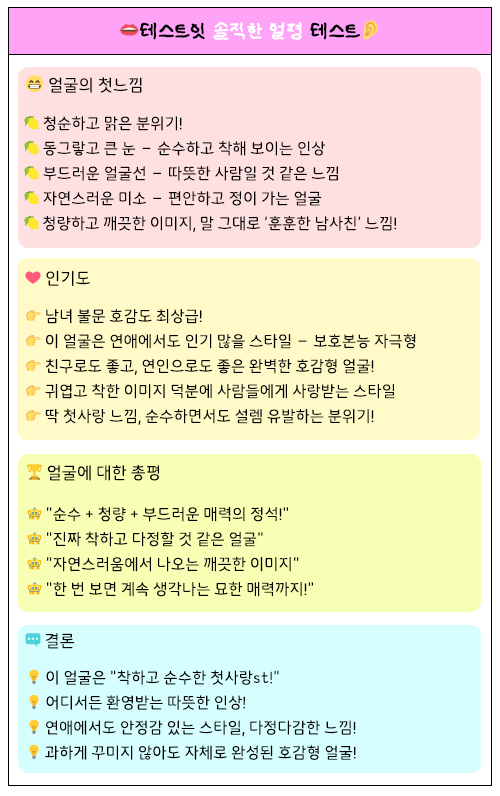 테스트잇 솔직한 얼평 테스트
얼굴의 첫느낌
청순하고 맑은 분위기!
동그랗고 큰 눈 – 순수하고 착해 보이는 인상
부드러운 얼굴선 – 따뜻한 사람일 것 같은 느낌
자연스러운 미소 – 편안하고 정이 가는 얼굴
청량하고 깨끗한 이미지, 말 그대로 '훈훈한 남사친' 느낌!
인기도
남녀 불문 호감도 최상급!
이 얼굴은 연애에서도 인기 많을 스타일 – 보호본능 자극형
친구로도 좋고, 연인으로도 좋은 완벽한 호감형 얼굴!
귀엽고 착한 이미지 덕분에 사람들에게 사랑받는 스타일
딱 첫사랑 느낌, 순수하면서도 설렘 유발하는 분위기!
얼굴에 대한 총평
"순수 + 청량 + 부드러운 매력의 정석!"
"진짜 착하고 다정할 것 같은 얼굴"
"자연스러움에서 나오는 깨끗한 이미지"
"한 번 보면 계속 생각나는 묘한 매력까지!"
결론
이 얼굴은 "착하고 순수한 첫사랑st!"
어디서든 환영받는 따뜻한 인상!
연애에서도 안정감 있는 스타일, 다정다감한 느낌!
과하게 꾸미지 않아도 자체로 완성된 호감형 얼굴!